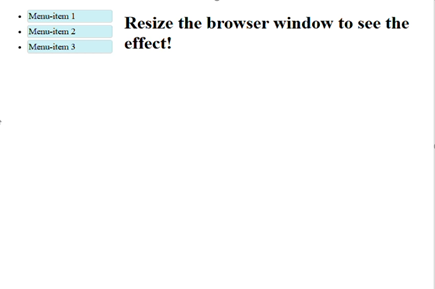 Menu-item 1
Menu-item 2
Menu-item 3
Resize the browser window to see the
effect!